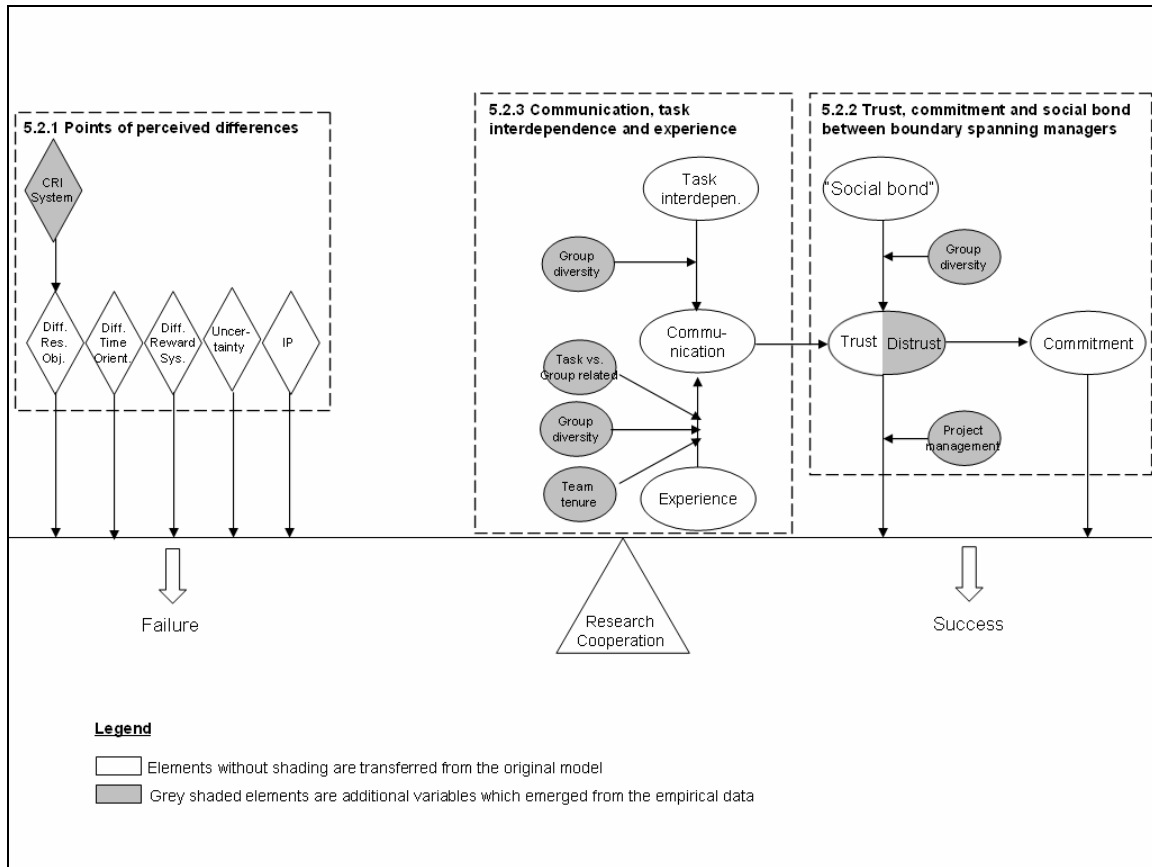 5.2.1 Points of perceived differences
CRI
System
Diff.
Res.
Obj.
Diff.
Time
Orient.
Diff.
Reward
Sys.
Uncer-
tainty
IP
5.2.3 Communication, task
interdependence and experience
Task
interdepen.
Group
diversity
Commu-
nication
Task vs.
Group related
Group
diversity
Team
tenure
Experience
5.2.2 Trust, commitment and social bond
between boundary spanning managers
"Social bond"
Group
diversity
Trust
Distrust
Commitment
Project
management
Failure
Research
Cooperation
Success
Legend
Elements without shading are transferred from the original model
Grey shaded elements are additional variables which emerged from the empirical data